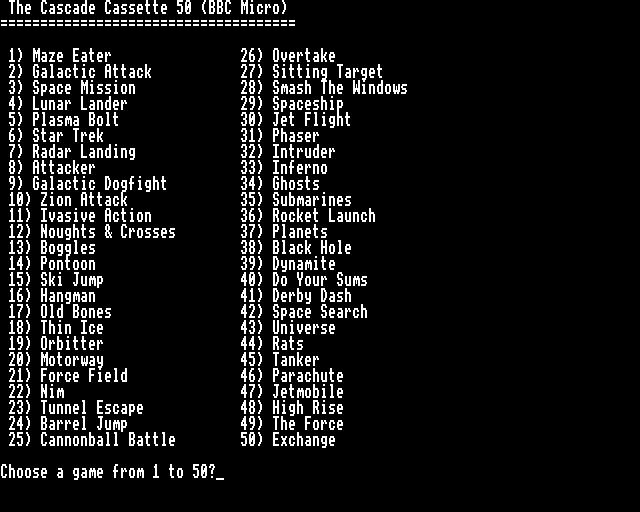 The Cascade Cassette 50 (BBC Micro)
=====================================
1) Maze Eater 26) Overtake
2) Galactic Attack 27) Sitting Target
3) Space Mission 28) Smash The Windows
4) Lunar Lander 29) Spaceship
5) Plasma Bolt 30) Jet Flight
6) Star Trek 31) Phaser
7) Radar Landing 32) Intruder
8) Attacker 33) Inferno
9) Galactic Dogfight 34) Ghosts
10) Zion Attack 35) Submarines
11) Ivasive Action 36) Rocket Launch
12) Noughts & Crosses 37) Planets
13) Boggles 38) Black Hole
14) Pontoon 39) Dynamite
15) Ski Jump 40) Do Your Sums
16) Hangman 41) Derby Dash
17) Old Bones 42) Space Search
18) Thin Ice 43) Universe
19) Orbitter 44) Rats
20) Motorway 45) Tanker
21) Force Field 46) Parachute
22) Nim 47) Jetmobile
23) Tunnel Escape 48) High Rise
24) Barrel Jump 49) The Force
25) Cannonball Battle 50) Exchange
Choose a game from 1 to 50?_